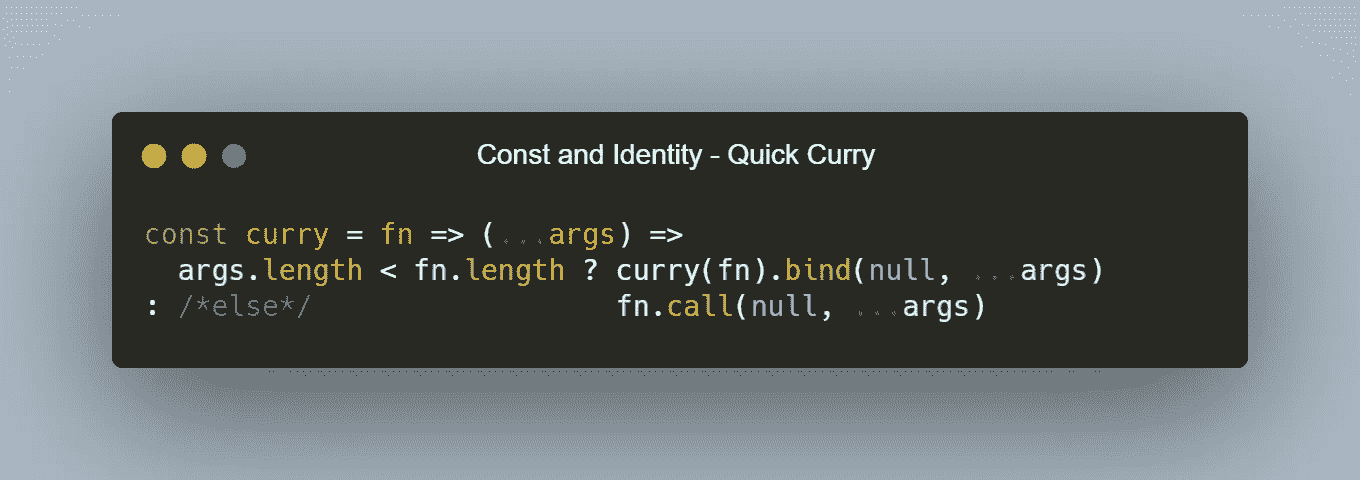 Const and Identity - Quick Curry
const curry = fn => (...args) =>
  args.length < fn.length ? curry(fn).bind(null, ...args)
: /*else*/                  fn.call(null, ...args)